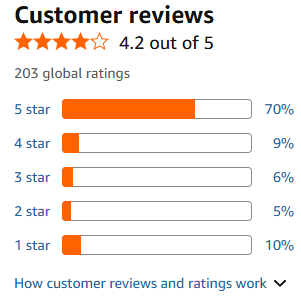 Customer reviews
4.2 out of 5
203 global ratings
5 star 70%
4 star 9%
3 star 6%
2 star 5%
1 star 10%
How customer reviews and ratings work